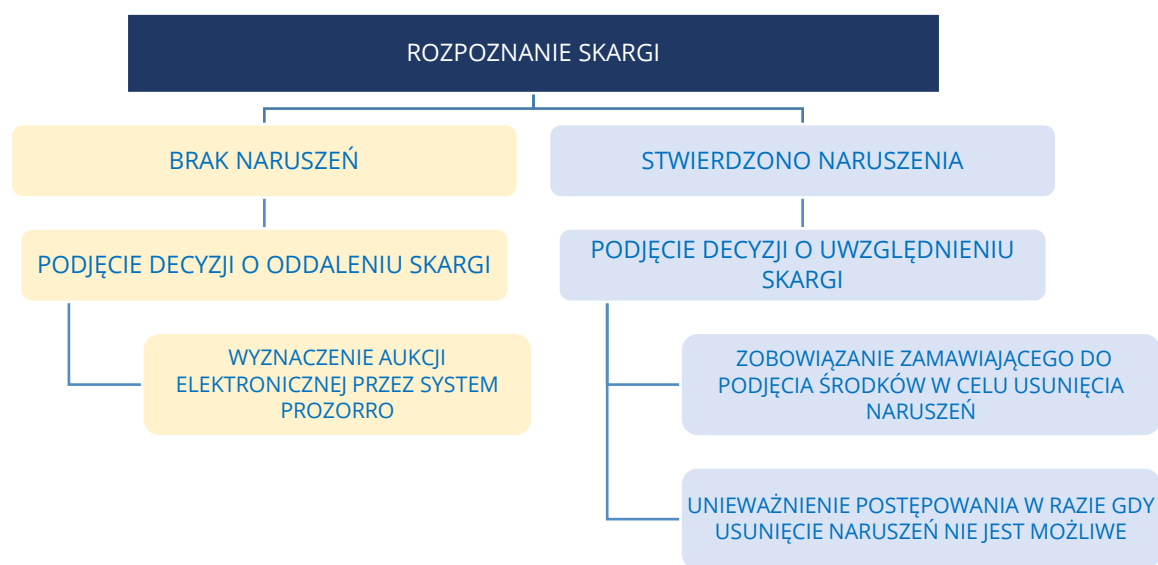 ROZPOZNANIE SKARGI
BRAK NARUSZEŃ
STWIERDZONO NARUSZENIA
PODJĘCIE DECYZJI O ODDALENIU SKARGI
PODJĘCIE DECYZJI O UWZGLĘDNIENIU
SKARGI
WYZNACZENIE AUKCJI
ELEKTRONICZNEJ PRZEZ SYSTEM
PROZORRO
ZOBOWIĄZANIE ZAMAWIAJĄCEGO DO
PODJĘCIA ŚRODKÓW W CELU USUNIĘCIA
NARUSZEŃ
UNIEWAŻNIENIE POSTĘPOWANIA W RAZIE GDY
USUNIĘCIE NARUSZEŃ NIE JEST MOŻLIWE